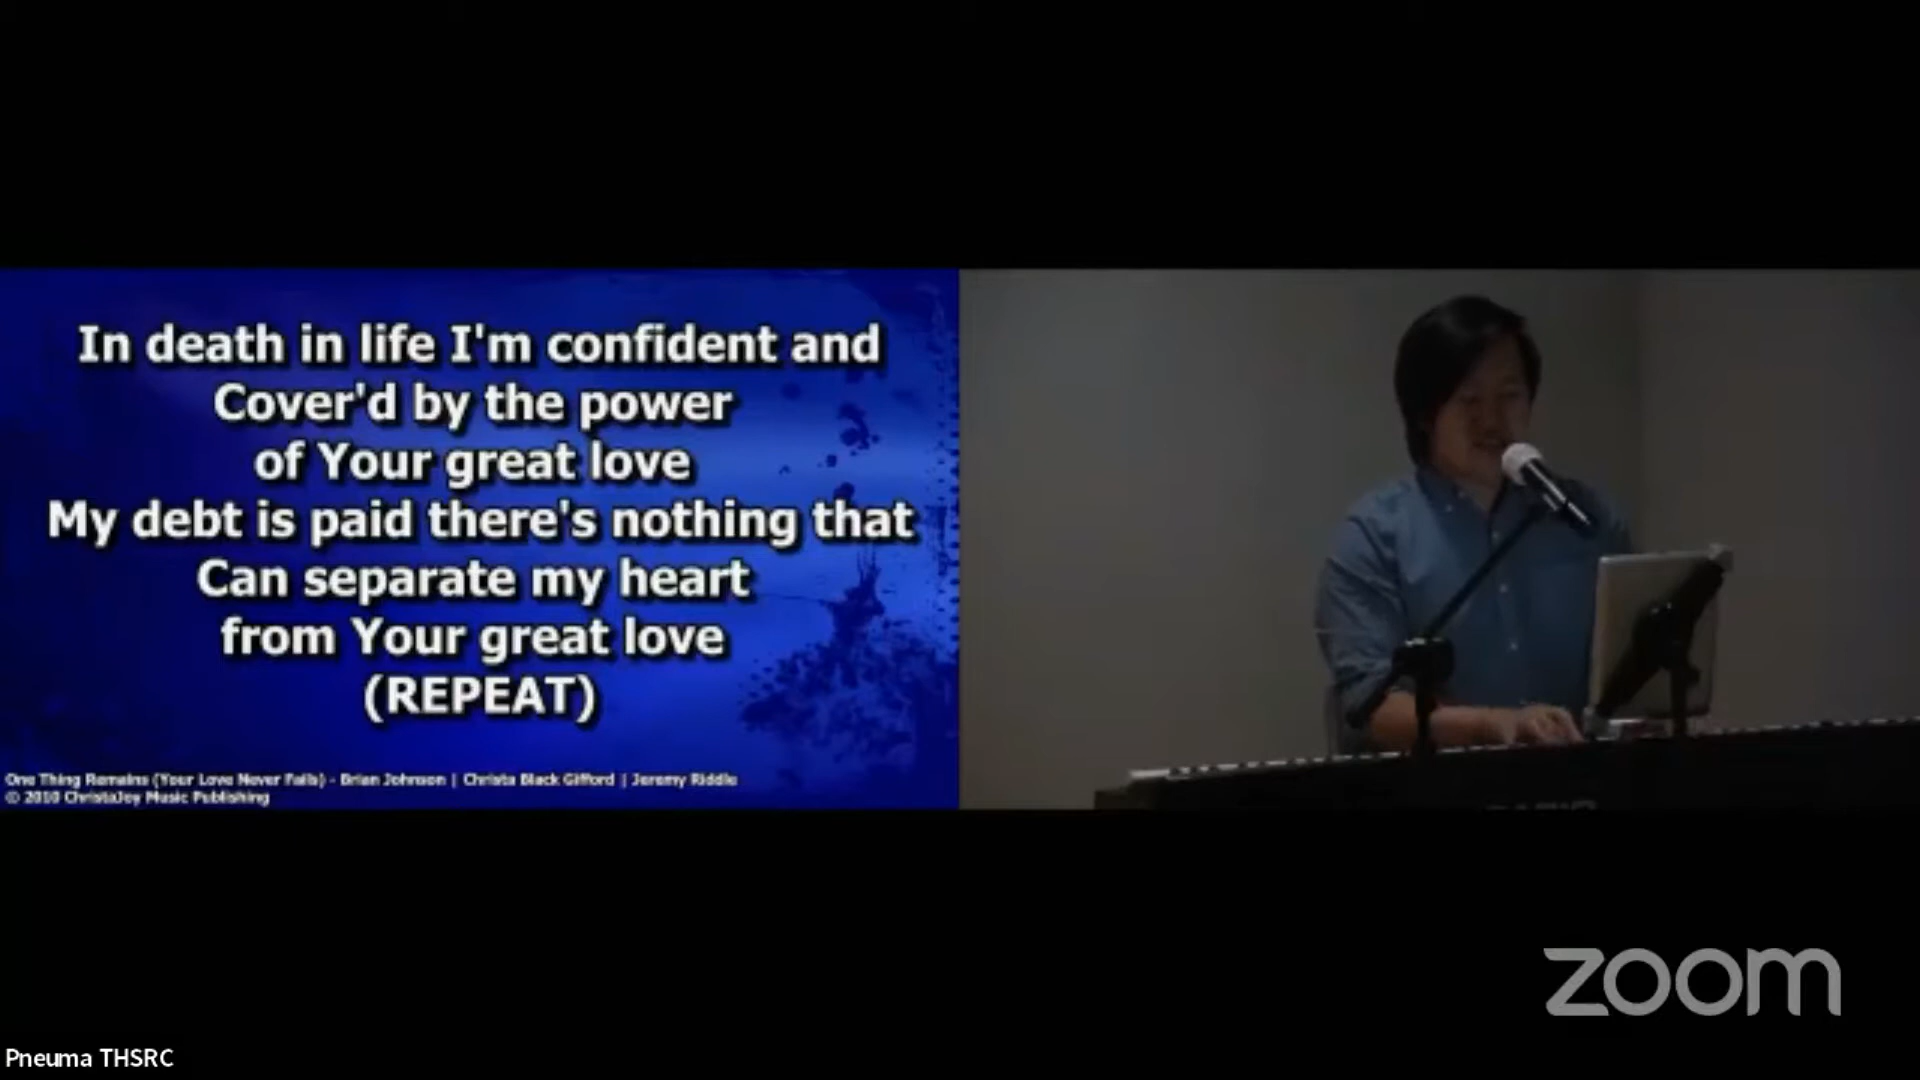 In death in life I'm confident and
Cover'd by the power
of Your great love
My debt is paid there's nothing that
Can separate my heart
from Your great love
(REPEAT)
One Thing Remains (Your Love Never Fails) - Brian Johnson | Christa Black Gifford | Jeremy Riddle
© 2010 ChristaJoy Music Publishing
zoom
Pneuma THSRC